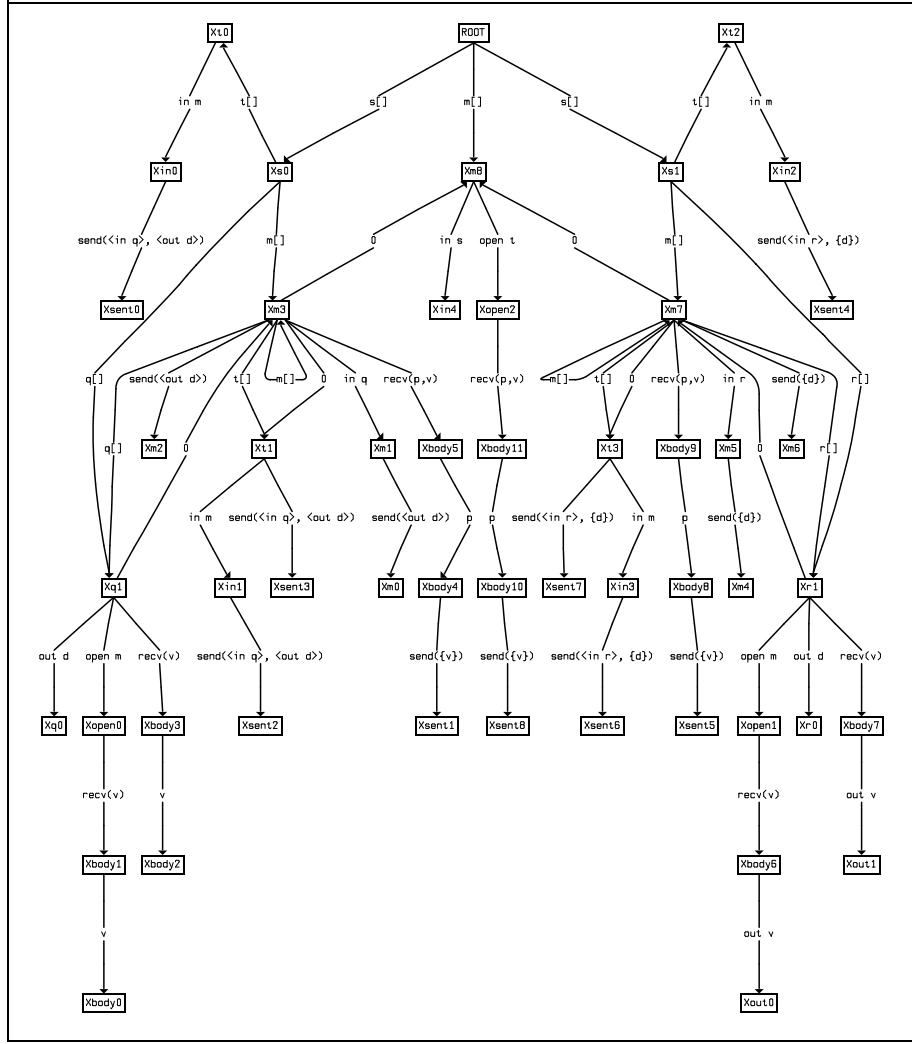 Xt0 ROOT Xt2
in m t[] s[] m[] s[] t[] in m
Xin0 Xs0 Xm8 Xs1 Xin2
send(<in q>, <out d>) m[] 0 in s open t 0 m[] send(<in r>, {d})
Xsent0 Xm3 Xin4 Xopen2 Xm7 Xsent4
q[] send(<out d>) t[] m[] 0 in q recv(p,v) recv(p,v) m[] t[] 0 recv(p,v) in r send({d}) r[]
q[] Xm2 0 Xt1 Xm1 Xbody5 Xbody11 Xt3 Xbody9 Xm5 0 Xm6 r[]
in m send(<in q>, <out d>) send(<out d>) p p send(<in r>, {d}) in m p send({d})
Xq1 Xin1 Xsent3 Xm0 Xbody4 Xbody10 Xsent7 Xin3 Xbody8 Xm4 Xr1
out d open m recv(v) send(<in q>, <out d>) send({v}) send({v}) send(<in r>, {d}) send({v}) open m out d recv(v)
Xq0 Xopen0 Xbody3 Xsent2 Xsent1 Xsent8 Xsent6 Xsent5 Xopen1 Xr0 Xbody7
recv(v) v recv(v) out v
Xbody1 Xbody2 Xbody6 Xout1
v out v
Xbody0 Xout0